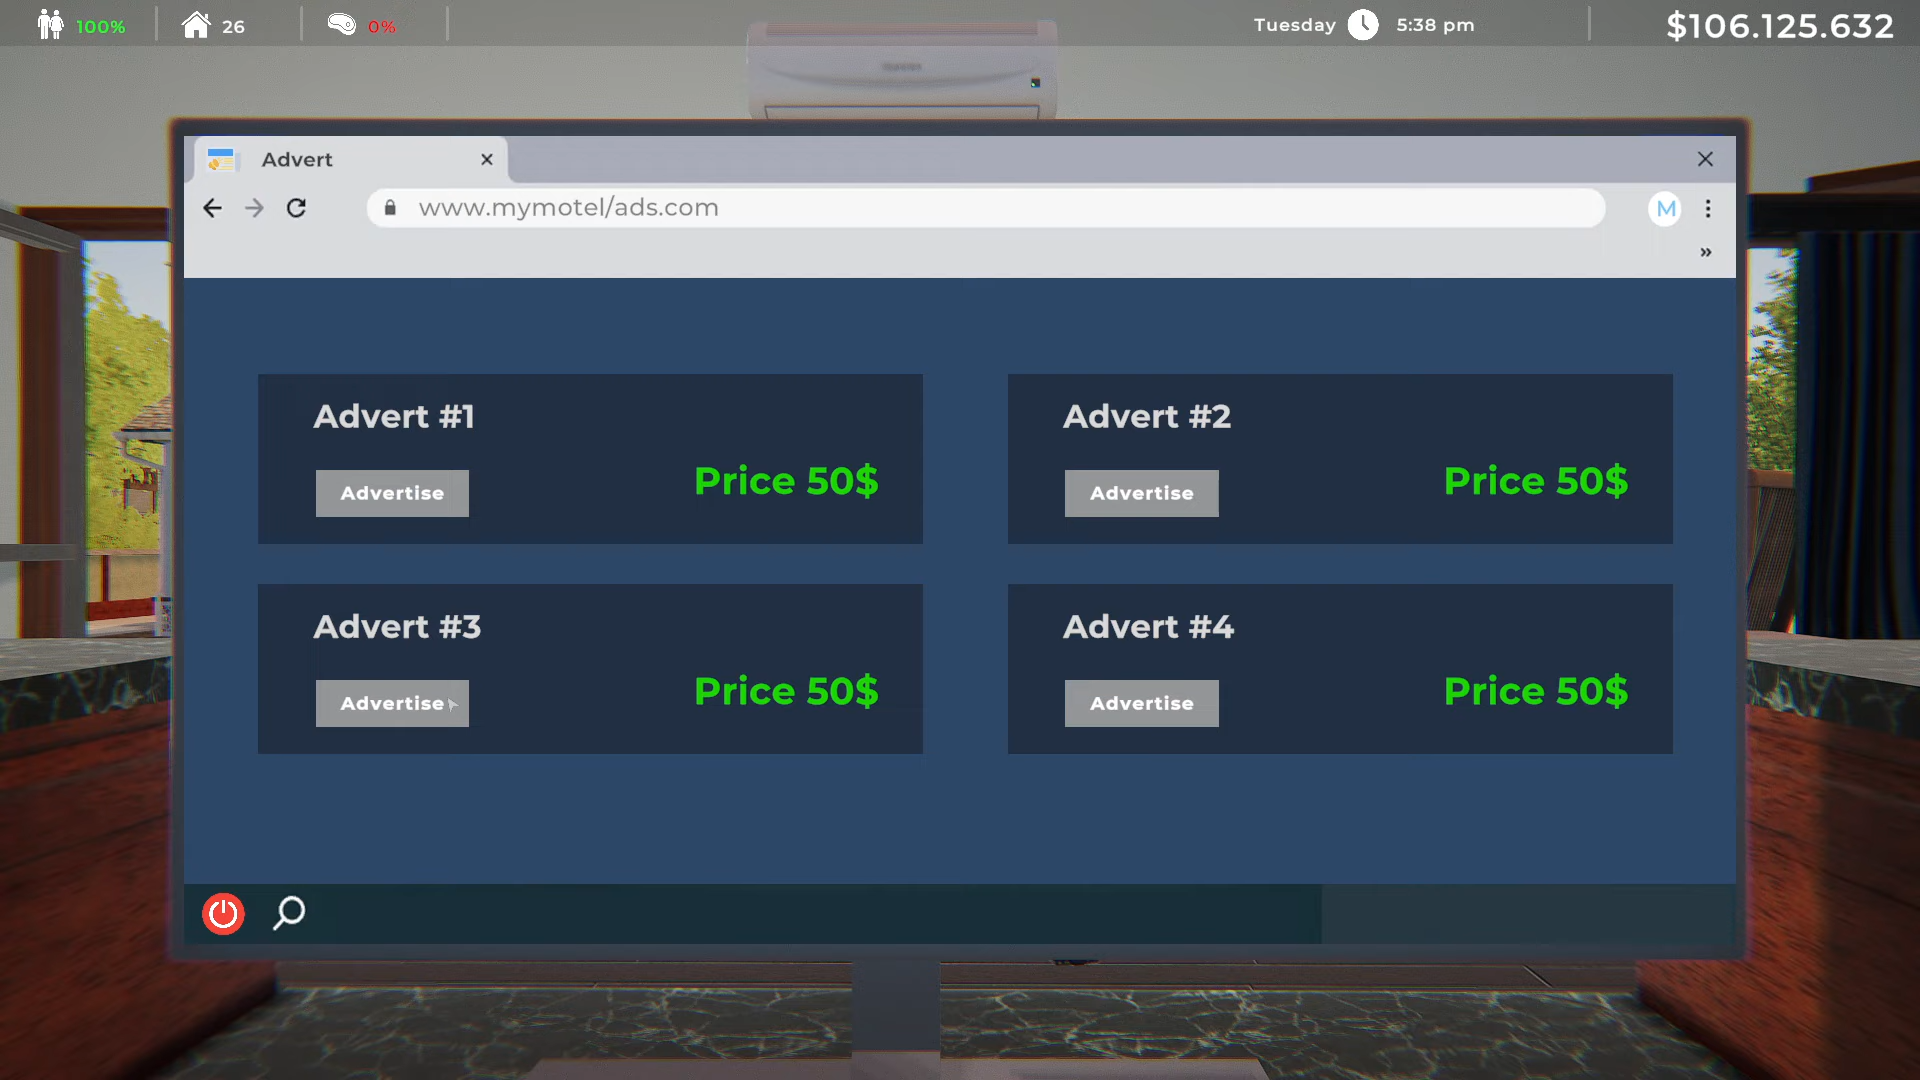 100%
26
0%
Tuesday
5:38 pm
$106.125.632
Advert
www.mymotel/ads.com
M
Advert #1
Advertise
Price 50$
Advert #2
Advertise
Price 50$
Advert #3
Advertise
Price 50$
Advert #4
Advertise
Price 50$